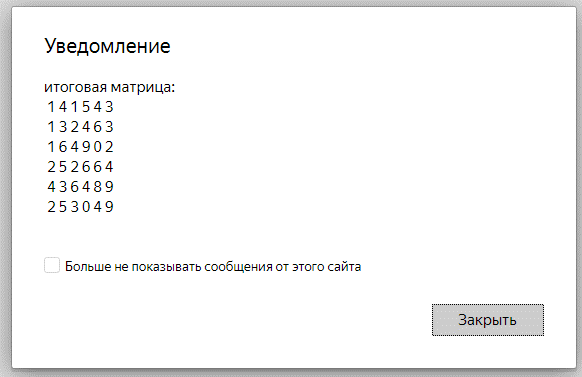 Уведомление
итоговая матрица:
1 4 1 5 4 3
1 3 2 4 6 3
1 6 4 9 0 2
2 5 2 6 6 4
4 3 6 4 8 9
2 5 3 0 4 9
Больше не показывать сообщения от этого сайта
Закрыть